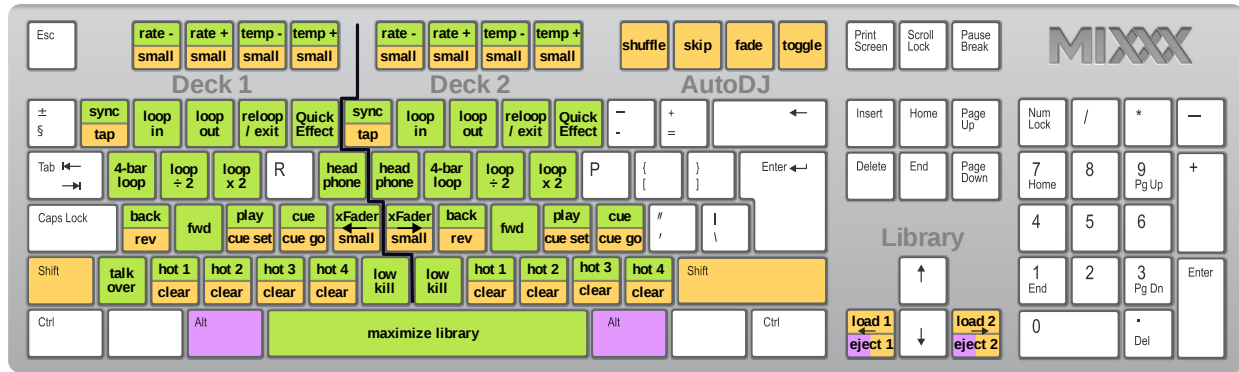 Esc
rate - rate + temp - temp +
small small small small
rate - rate + temp - temp +
small small small small
shuffle skip fade toggle
Print
Screen
Scroll
Lock
Pause
Break
MIXXX
Deck 1
Deck 2
AutoDJ
±
§
sync
tap
loop
in
loop
out
reloop
/ exit
Quick
Effect
sync
tap
loop
in
loop
out
reloop
/ exit
Quick
Effect
–
-
+
=
←
Insert
Home
Page
Up
Num
Lock
/
*
—
Tab
4-bar
loop
loop
÷ 2
loop
x 2
R
head
phone
head
phone
4-bar
loop
loop
÷ 2
loop
x 2
P
{
[
}
]
Enter
Delete
End
Page
Down
7
Home
8
9
Pg Up
+
Caps Lock
back
rev
fwd
play
cue set
cue
cue go
xFader
←
small
xFader
→
small
back
rev
fwd
play
cue set
cue
cue go
"
'
|
\
Library
4
5
6
Shift
talk
over
hot 1
clear
hot 2
clear
hot 3
clear
hot 4
clear
low
kill
low
kill
hot 1
clear
hot 2
clear
hot 3
clear
hot 4
clear
Shift
↑
1
End
2
3
Pg Dn
Enter
Ctrl
Alt
maximize library
Alt
Ctrl
load 1
←
eject 1
↓
load 2
→
eject 2
0
.
Del